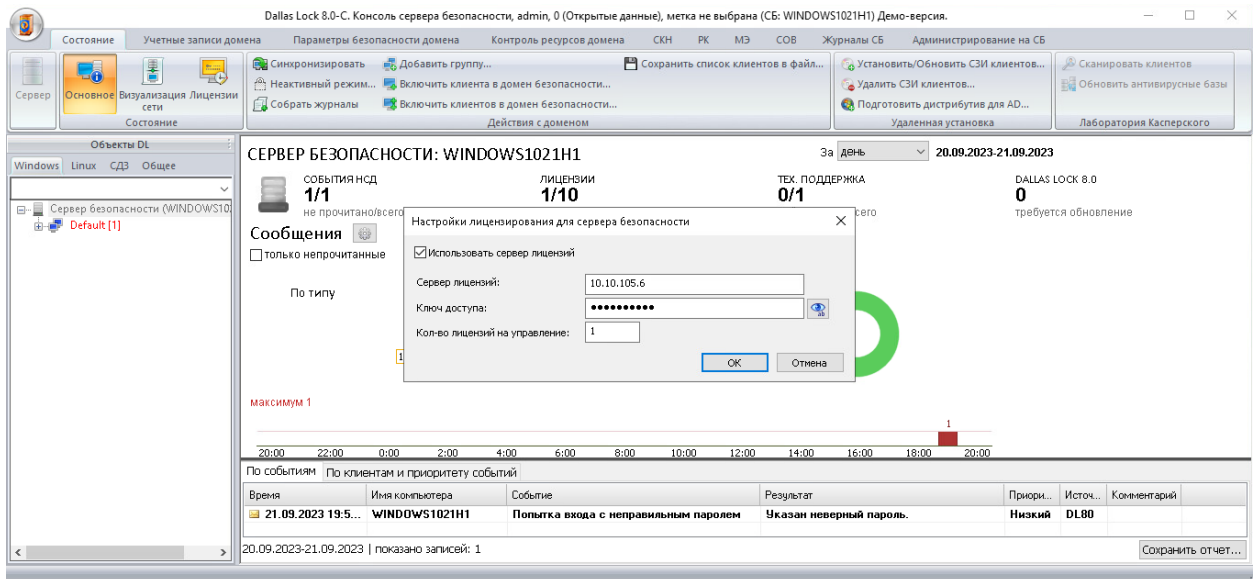 Dallas Lock 8.0-C. Консоль сервера безопасности, admin, 0 (Открытые данные), метка не выбрана (СБ: WINDOWS1021H1) Демо-версия.
Состояние Учетные записи домена Параметры безопасности домена Контроль ресурсов домена СКН РК МЭ СОВ Журналы СБ Администрирование на СБ
Синхронизировать Добавить группу... Сохранить список клиентов в файл... Установить/Обновить СЗИ клиентов... Сканировать клиентов
Неактивный режим... Включить клиента в домен безопасности... Удалить СЗИ клиентов... Обновить антивирусные базы
Сервер Основное Визуализация сети Лицензии
Собрать журналы Включить клиентов в домен безопасности... Подготовить дистрибутив для AD...
Состояние Действия с доменом Удаленная установка Лаборатория Касперского
Объекты DL
Windows Linux СДЗ Общее
Сервер безопасности (WINDOWS10
Default [1]
СЕРВЕР БЕЗОПАСНОСТИ: WINDOWS1021H1 За день 20.09.2023-21.09.2023
СОБЫТИЯ НСД ЛИЦЕНЗИИ ТЕХ. ПОДДЕРЖКА DALLAS LOCK 8.0
1/1 1/10 0/1 0
не прочитано/всего сего требуется обновление
Сообщения
только непрочитанные
По типу
1
Настройки лицензирования для сервера безопасности
Использовать сервер лицензий
Сервер лицензий: 10.10.105.6
Ключ доступа: ●●●●●●●●●●
Кол-во лицензий на управление: 1
ОК Отмена
максимум 1
1
20:00 22:00 0:00 2:00 4:00 6:00 8:00 10:00 12:00 14:00 16:00 18:00 20:00
По событиям По клиентам и приоритету событий
Время Имя компьютера Событие Результат Приори... Источ... Комментарий
21.09.2023 19:5... WINDOWS1021H1 Попытка входа с неправильным паролем Указан неверный пароль. Низкий DL80
20.09.2023-21.09.2023 | показано записей: 1 Сохранить отчет...